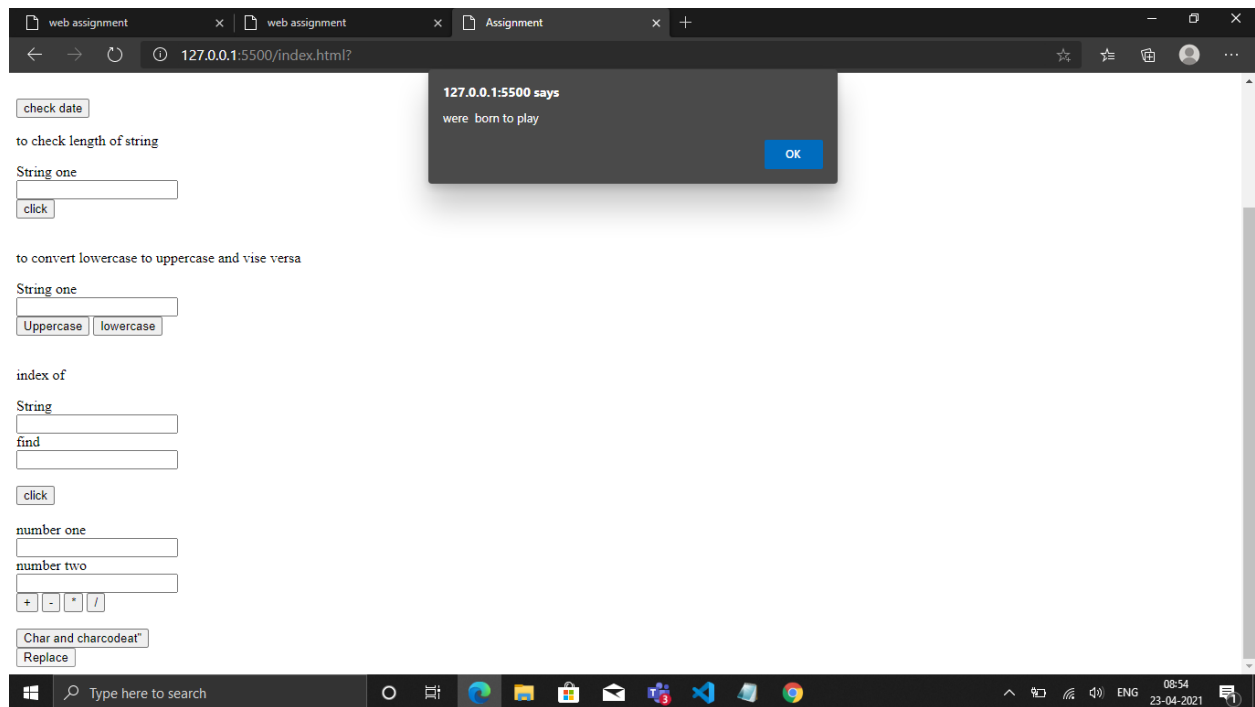 web assignment
web assignment
Assignment
127.0.0.1:5500/index.html?
127.0.0.1:5500 says
were born to play
OK
check date
to check length of string
String one
click
to convert lowercase to uppercase and vise versa
String one
Uppercase lowercase
index of
String
find
click
number one
number two
+ - * /
Char and charcodeat"
Replace
Type here to search
3
ENG
08:54
23-04-2021
1